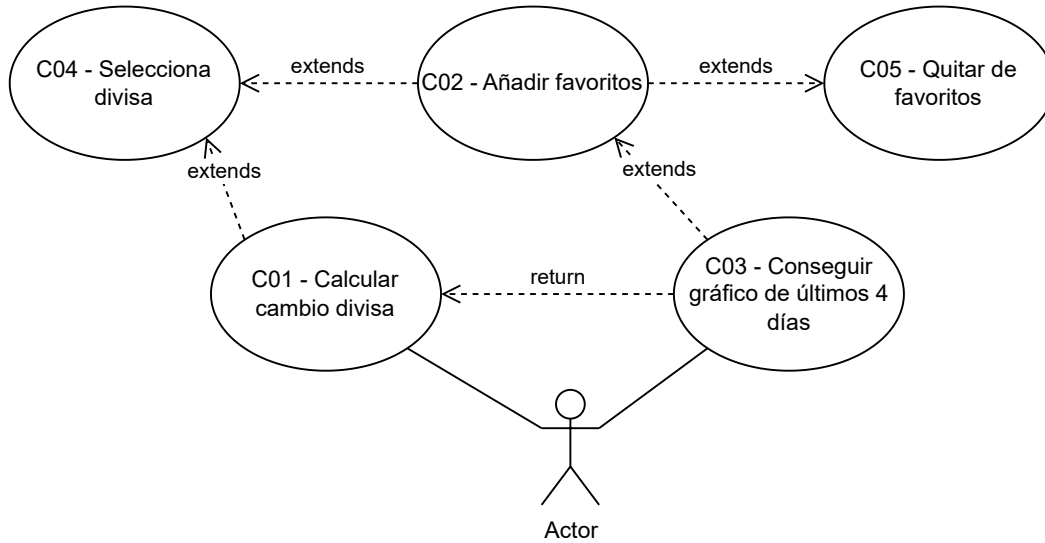 C04 - Selecciona
divisa
extends
C02 - Añadir favoritos
extends
C05 - Quitar de
favoritos
extends
extends
C01 - Calcular
cambio divisa
return
C03 - Conseguir
gráfico de últimos 4
días
Actor